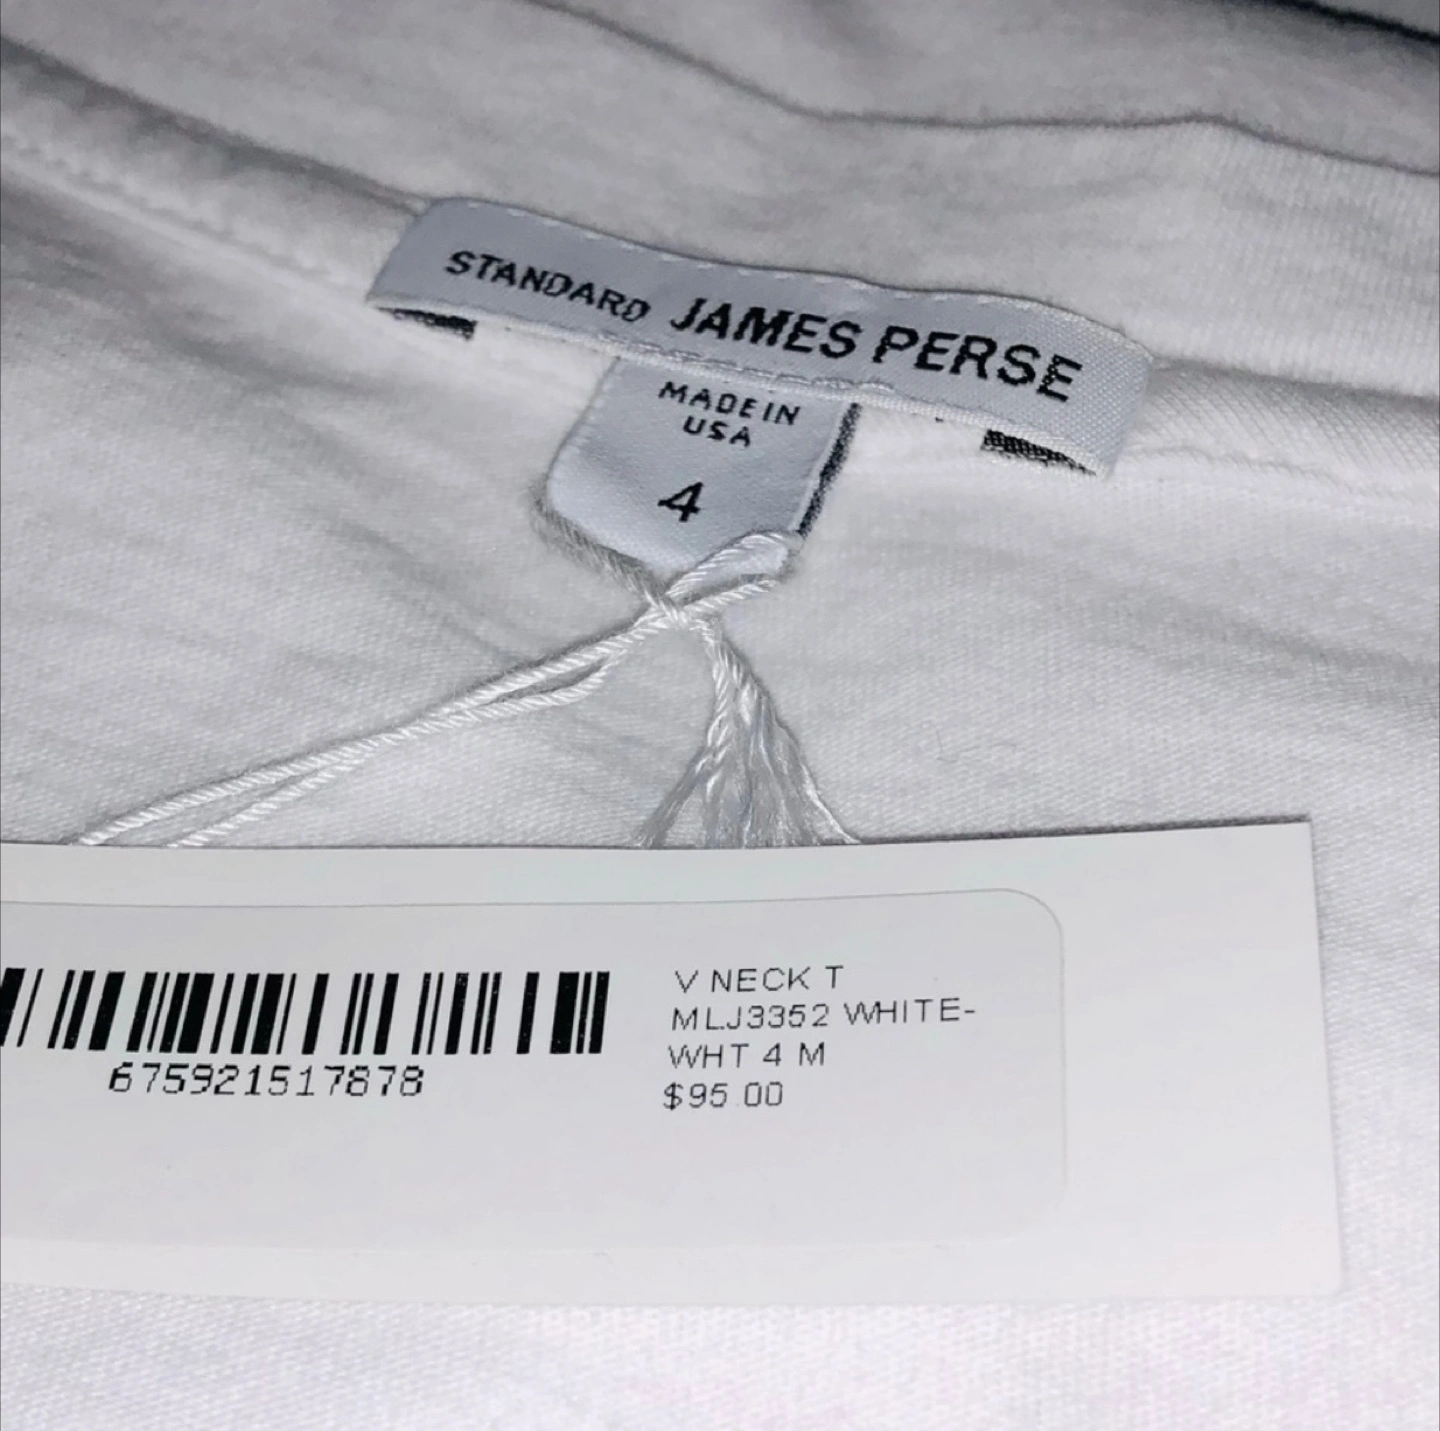 STANDARD JAMES PERSE
MADE IN
USA
4
V NECK T
MLJ3352 WHITE-
WHT 4 M
$95.00
675921517878